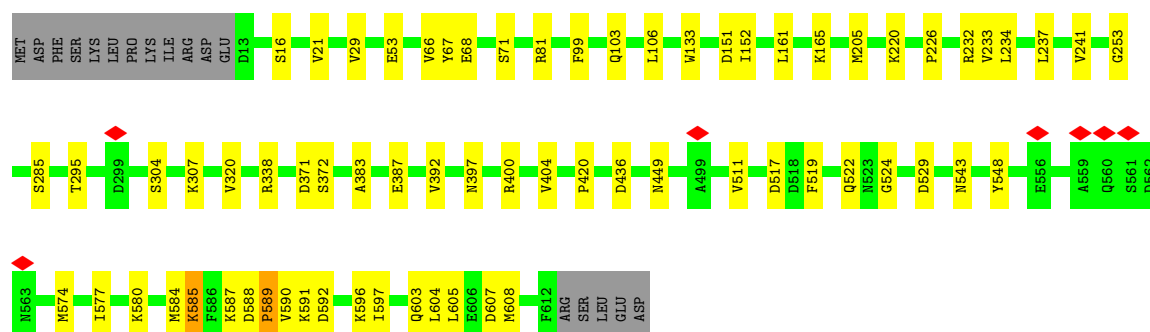 MET ASP PHE SER LYS LEU PRO LYS ILE ARG ASP GLU D13 S16 V21 V29 E53 V66 Y67 E68 S71 R81 F99 Q103 L106 W133 D151 I152 L161 K165 M205 K220 P226 R232 V233 L234 L237 V241 G253
S285 T295 D299 S304 K307 V320 R338 D371 S372 A383 E387 V392 N397 R400 V404 P420 D436 N449 A499 V511 D517 D518 F519 Q522 N523 G524 D529 N543 Y548 E556 A559 Q560 S561 D562
N563 M574 I577 K580 M584 K585 F586 K587 D588 P589 V590 K591 D592 K596 I597 Q603 L604 L605 E606 D607 M608 F612 ARG SER LEU GLU ASP